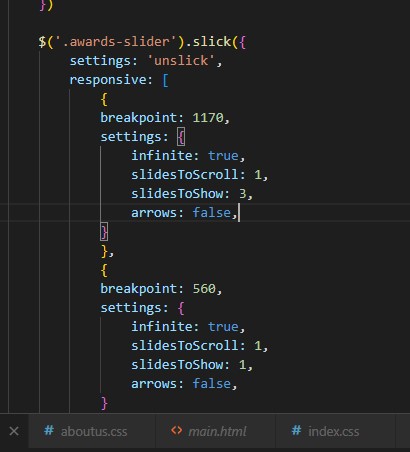 })
$('.awards-slider').slick({
settings: 'unslick',
responsive: [
{
breakpoint: 1170,
settings: {
infinite: true,
slidesToScroll: 1,
slidesToShow: 3,
arrows: false,
}
},
{
breakpoint: 560,
settings: {
infinite: true,
slidesToScroll: 1,
slidesToShow: 1,
arrows: false,
}
× # aboutus.css <> main.html # index.css